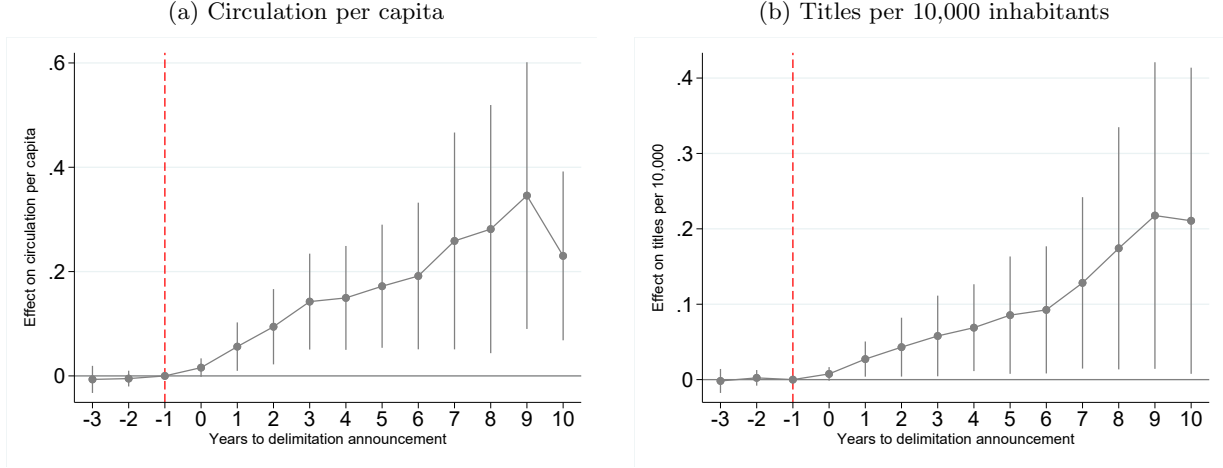 (a) Circulation per capita
Effect on circulation per capita
.6
.4
.2
0
-3 -2 -1 0 1 2 3 4 5 6 7 8 9 10
Years to delimitation announcement
(b) Titles per 10,000 inhabitants
Effect on titles per 10,000
.4
.3
.2
.1
0
-3 -2 -1 0 1 2 3 4 5 6 7 8 9 10
Years to delimitation announcement